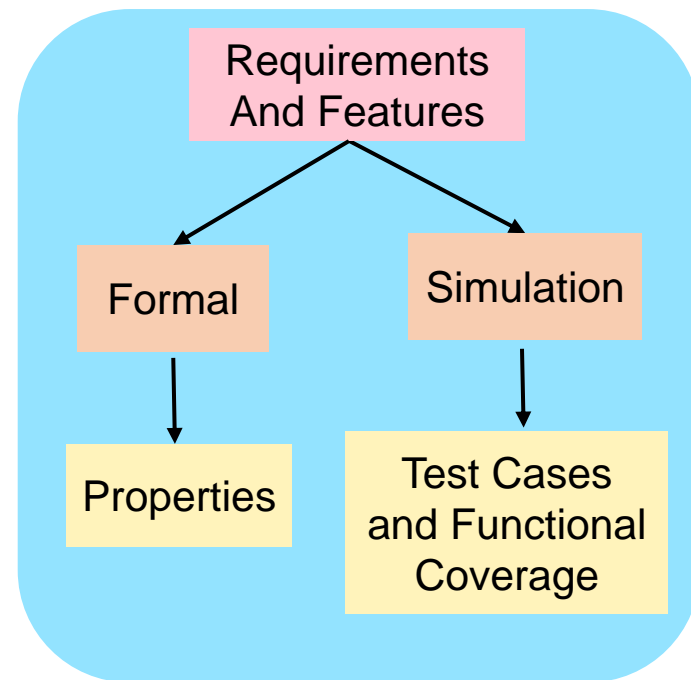 Requirements
And Features
Formal
Simulation
Properties
Test Cases
and Functional
Coverage